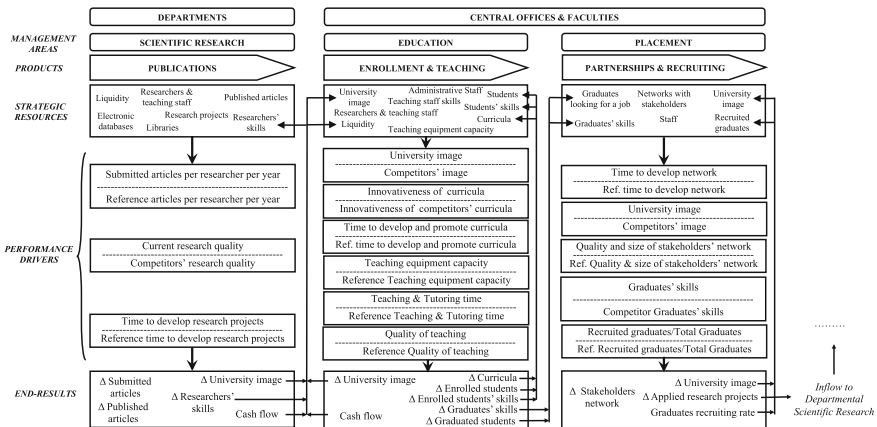 DEPARTMENTS
CENTRAL OFFICES & FACULTIES
MANAGEMENT
AREAS
SCIENTIFIC RESEARCH
EDUCATION
PLACEMENT
PRODUCTS
PUBLICATIONS
ENROLLMENT & TEACHING
PARTNERSHIPS & RECRUITING
STRATEGIC
RESOURCES
Liquidity
Researchers &
teaching staff
Published articles
Electronic
databases
Research projects
Libraries
Researchers'
skills
University
image
Administrative Staff
Teaching staff skills
Students
Students' skills
Researchers & teaching staff
Liquidity
Curricula
Teaching equipment capacity
Graduates
looking for a job
Networks with
stakeholders
University
image
Graduates' skills
Staff
Recruited
graduates
PERFORMANCE
DRIVERS
Submitted articles per researcher per year
Reference articles per researcher per year
Current research quality
Competitors' research quality
Time to develop research projects
Reference time to develop research projects
University image
Competitors' image
Innovativeness of curricula
Innovativeness of competitors' curricula
Time to develop and promote curricula
Ref. time to develop and promote curricula
Teaching equipment capacity
Reference Teaching equipment capacity
Teaching & Tutoring time
Reference Teaching & Tutoring time
Quality of teaching
Reference Quality of teaching
Time to develop network
Ref. time to develop network
University image
Competitors' image
Quality and size of stakeholders' network
Ref. Quality & size of stakeholders' network
Graduates' skills
Competitor Graduates' skills
Recruited graduates/Total Graduates
Ref. Recruited graduates/Total Graduates
END-RESULTS
Δ Submitted
articles
Δ Published
articles
Δ University image
Δ Researchers'
skills
Cash flow
Δ University image
Cash flow
Δ Curricula
Δ Enrolled students
Δ Enrolled students' skills
Δ Graduates' skills
Δ Graduated students
Δ Stakeholders
network
Δ University image
Δ Applied research projects
Graduates recruiting rate
.........
Inflow to
Departmental
Scientific Research